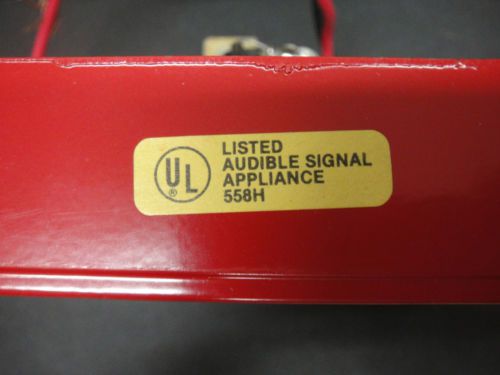 UL®
LISTED
AUDIBLE SIGNAL
APPLIANCE
558H